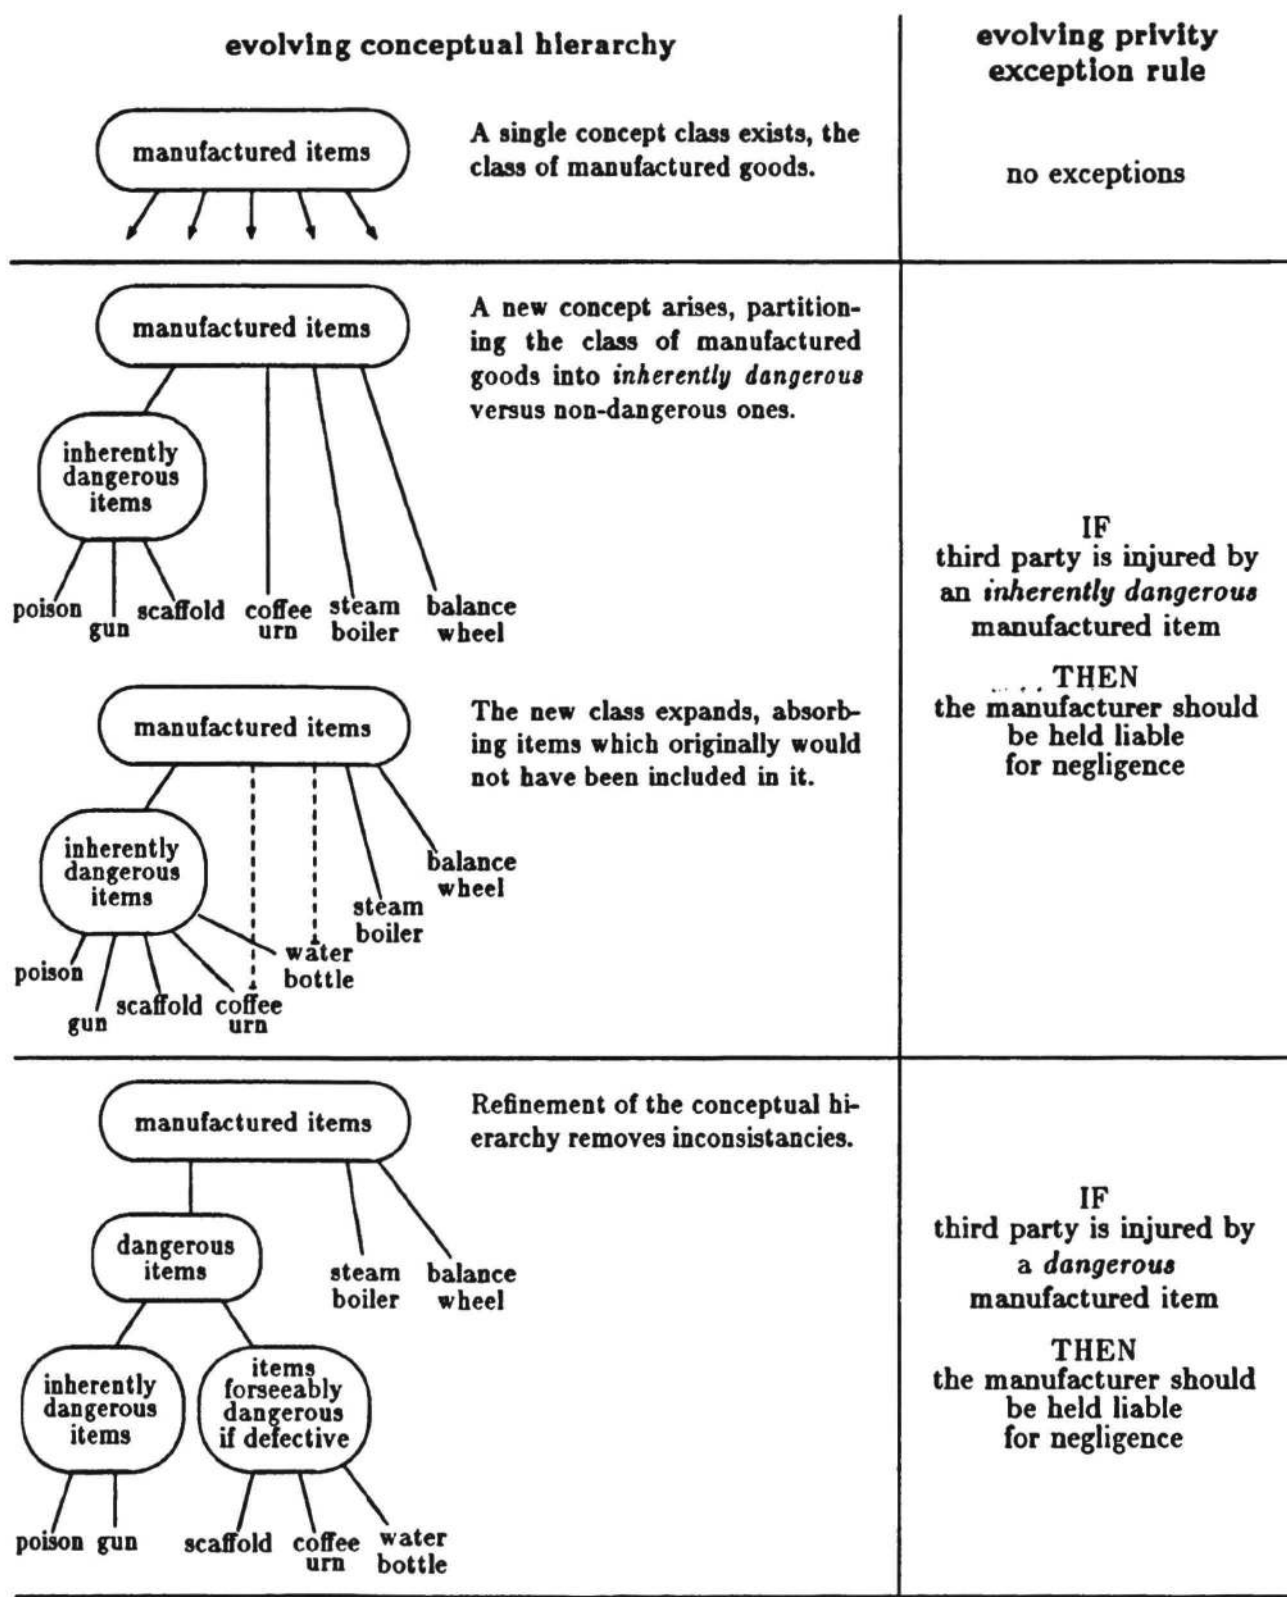 evolving conceptual hierarchy
evolving privity
exception rule
manufactured items
A single concept class exists, the
class of manufactured goods.
no exceptions
manufactured items
A new concept arises, partition-
ing the class of manufactured
goods into inherently dangerous
versus non-dangerous ones.
inherently
dangerous
items
poison
gun
scaffold
coffee
urn
steam
boiler
balance
wheel
IF
third party is injured by
an inherently dangerous
manufactured item
THEN
the manufacturer should
be held liable
for negligence
manufactured items
The new class expands, absorb-
ing items which originally would
not have been included in it.
inherently
dangerous
items
poison
gun
scaffold
coffee
urn
water
bottle
steam
boiler
balance
wheel
manufactured items
Refinement of the conceptual hi-
erarchy removes inconsistancies.
dangerous
items
steam
boiler
balance
wheel
inherently
dangerous
items
items
forseeably
dangerous
if defective
poison
gun
scaffold
coffee
urn
water
bottle
IF
third party is injured by
a dangerous
manufactured item
THEN
the manufacturer should
be held liable
for negligence